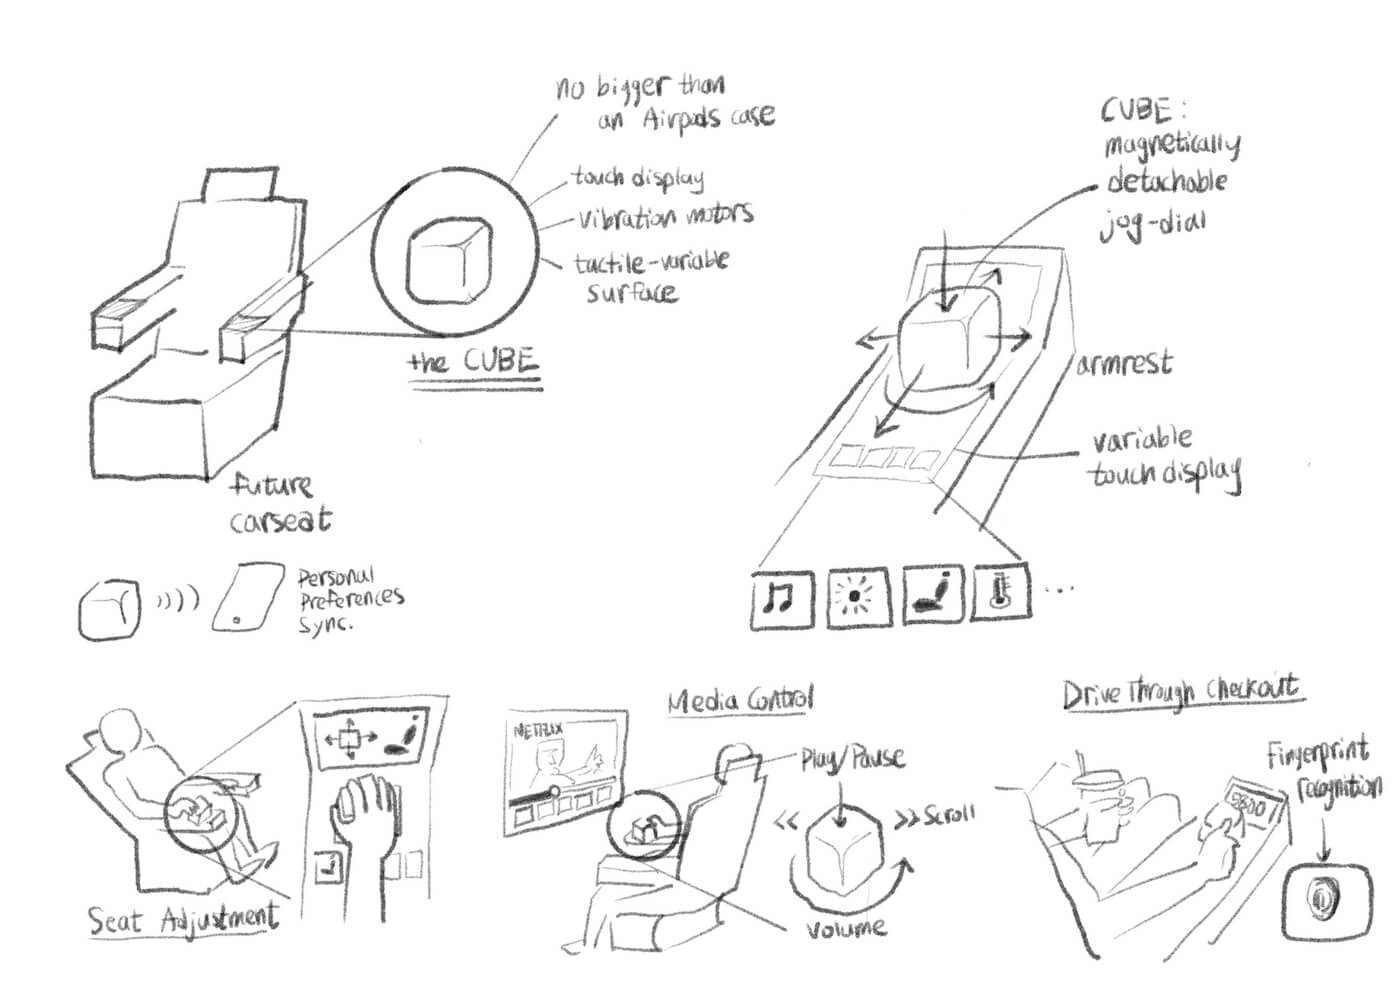 no bigger than
an Airpods case
touch display
vibration motors
tactile-variable
surface
the CUBE
future
carseat
CUBE:
magnetically
detachable
jog-dial
armrest
variable
touch display
...
Personal
Preferences
Sync.
Seat Adjustment
Media Control
NETFLIX
Play/Pause
<<
>> Scroll
Volume
Drive Through Checkout
Fingerprint
recognition